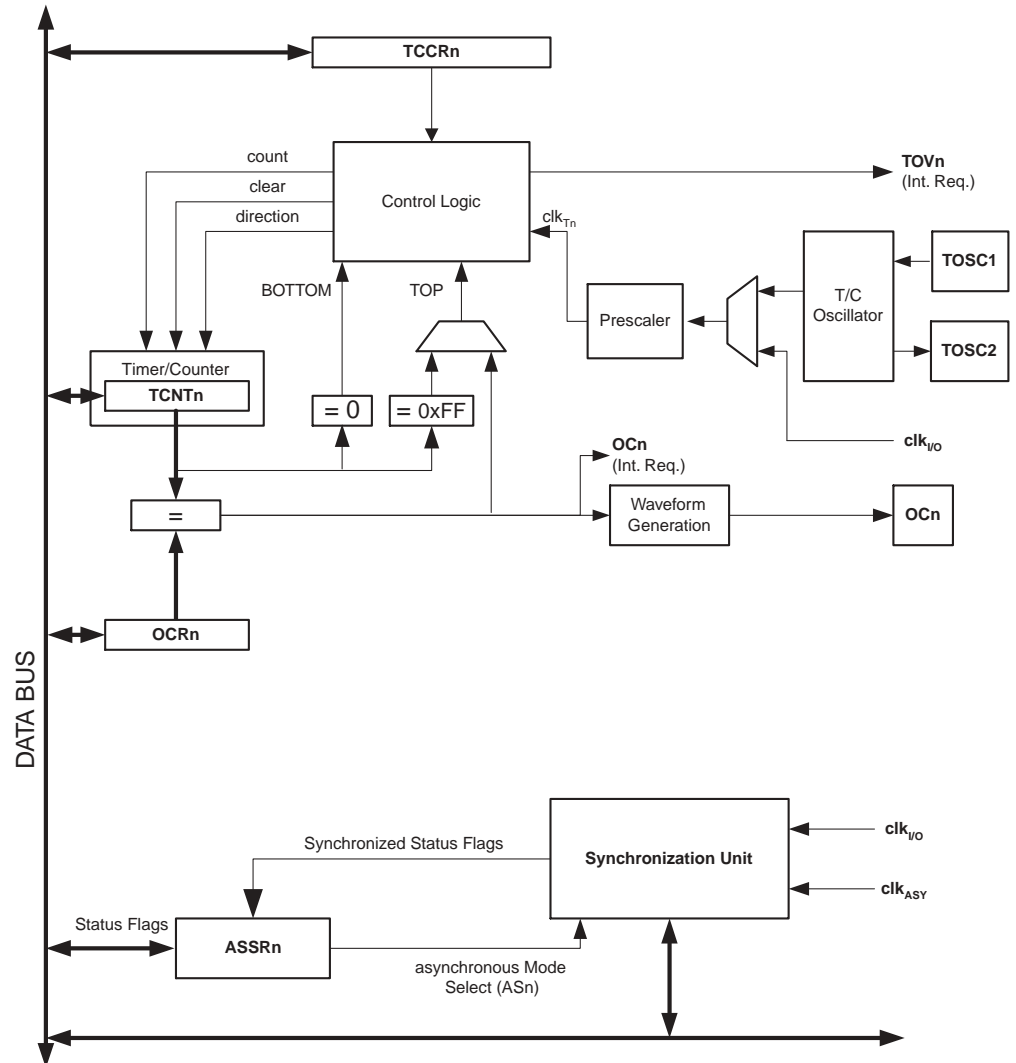 TCCRn
count
clear
direction
Control Logic
TOVn
(Int. Req.)
clkTn
BOTTOM
TOP
TOSC1
T/C
Oscillator
Prescaler
TOSC2
Timer/Counter
TCNTn
= 0
= 0xFF
clkI/O
OCn
(Int. Req.)
=
Waveform
Generation
OCn
OCRn
DATA BUS
Synchronized Status Flags
Synchronization Unit
clkI/O
clkASY
Status Flags
ASSRn
asynchronous Mode
Select (ASn)